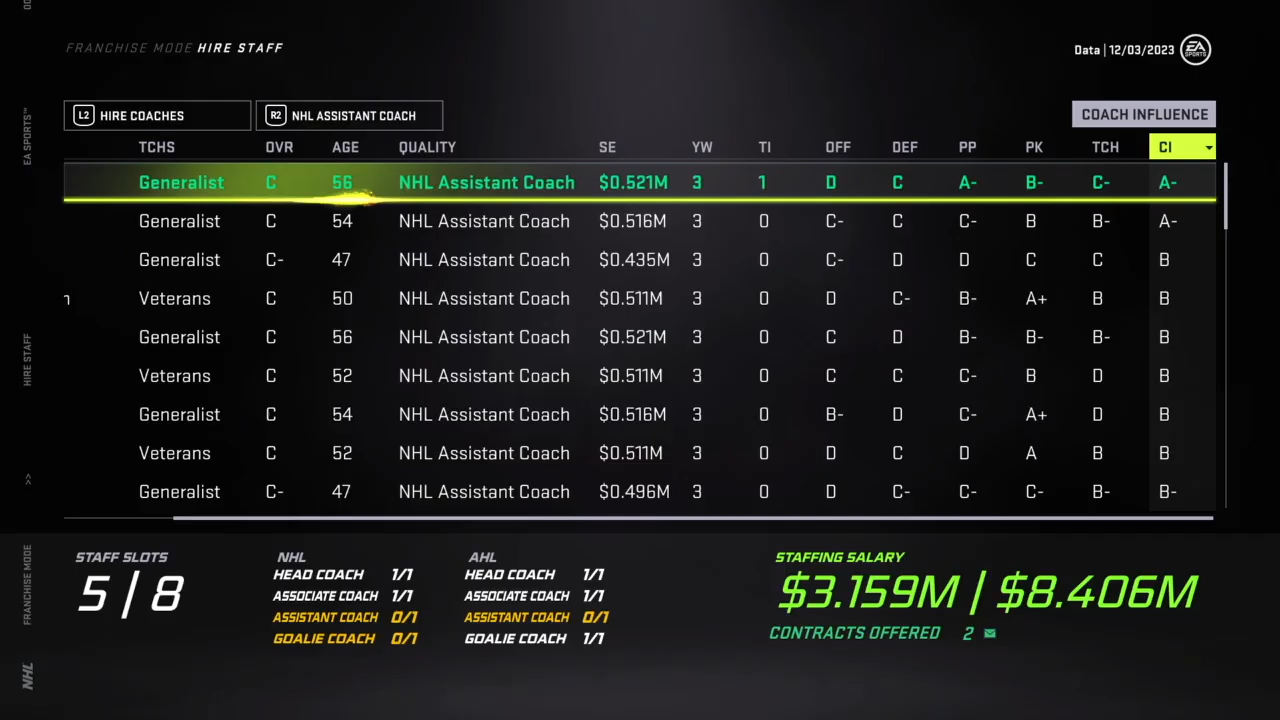 FRANCHISE MODE HIRE STAFF
Data | 12/03/2023 EA SPORTS
L2 HIRE COACHES R2 NHL ASSISTANT COACH COACH INFLUENCE
TCHS OVR AGE QUALITY SE YW TI OFF DEF PP PK TCH CI
Generalist C 56 NHL Assistant Coach $0.521M 3 1 D C A- B- C- A-
Generalist C 54 NHL Assistant Coach $0.516M 3 0 C- D C- B B- A-
Generalist C- 47 NHL Assistant Coach $0.435M 3 0 C- D D C C B
n Veterans C 50 NHL Assistant Coach $0.511M 3 0 D C- B- A+ B B
Generalist C 56 NHL Assistant Coach $0.521M 3 0 C D B- B- B- B
Veterans C 52 NHL Assistant Coach $0.511M 3 0 C C C- B D B
Generalist C 54 NHL Assistant Coach $0.516M 3 0 B- D C- A+ D B
Veterans C 52 NHL Assistant Coach $0.511M 3 0 D C D A B B
Generalist C- 47 NHL Assistant Coach $0.496M 3 0 D C- C- C- B- B-
STAFF SLOTS
5 / 8
NHL
HEAD COACH 1/1
ASSOCIATE COACH 1/1
ASSISTANT COACH 0/1
GOALIE COACH 0/1
AHL
HEAD COACH 1/1
ASSOCIATE COACH 1/1
ASSISTANT COACH 0/1
GOALIE COACH 1/1
STAFFING SALARY
$3.159M / $8.406M
CONTRACTS OFFERED 2
NHL
FRANCHISE MODE
>>
HIRE STAFF
EA SPORTS™